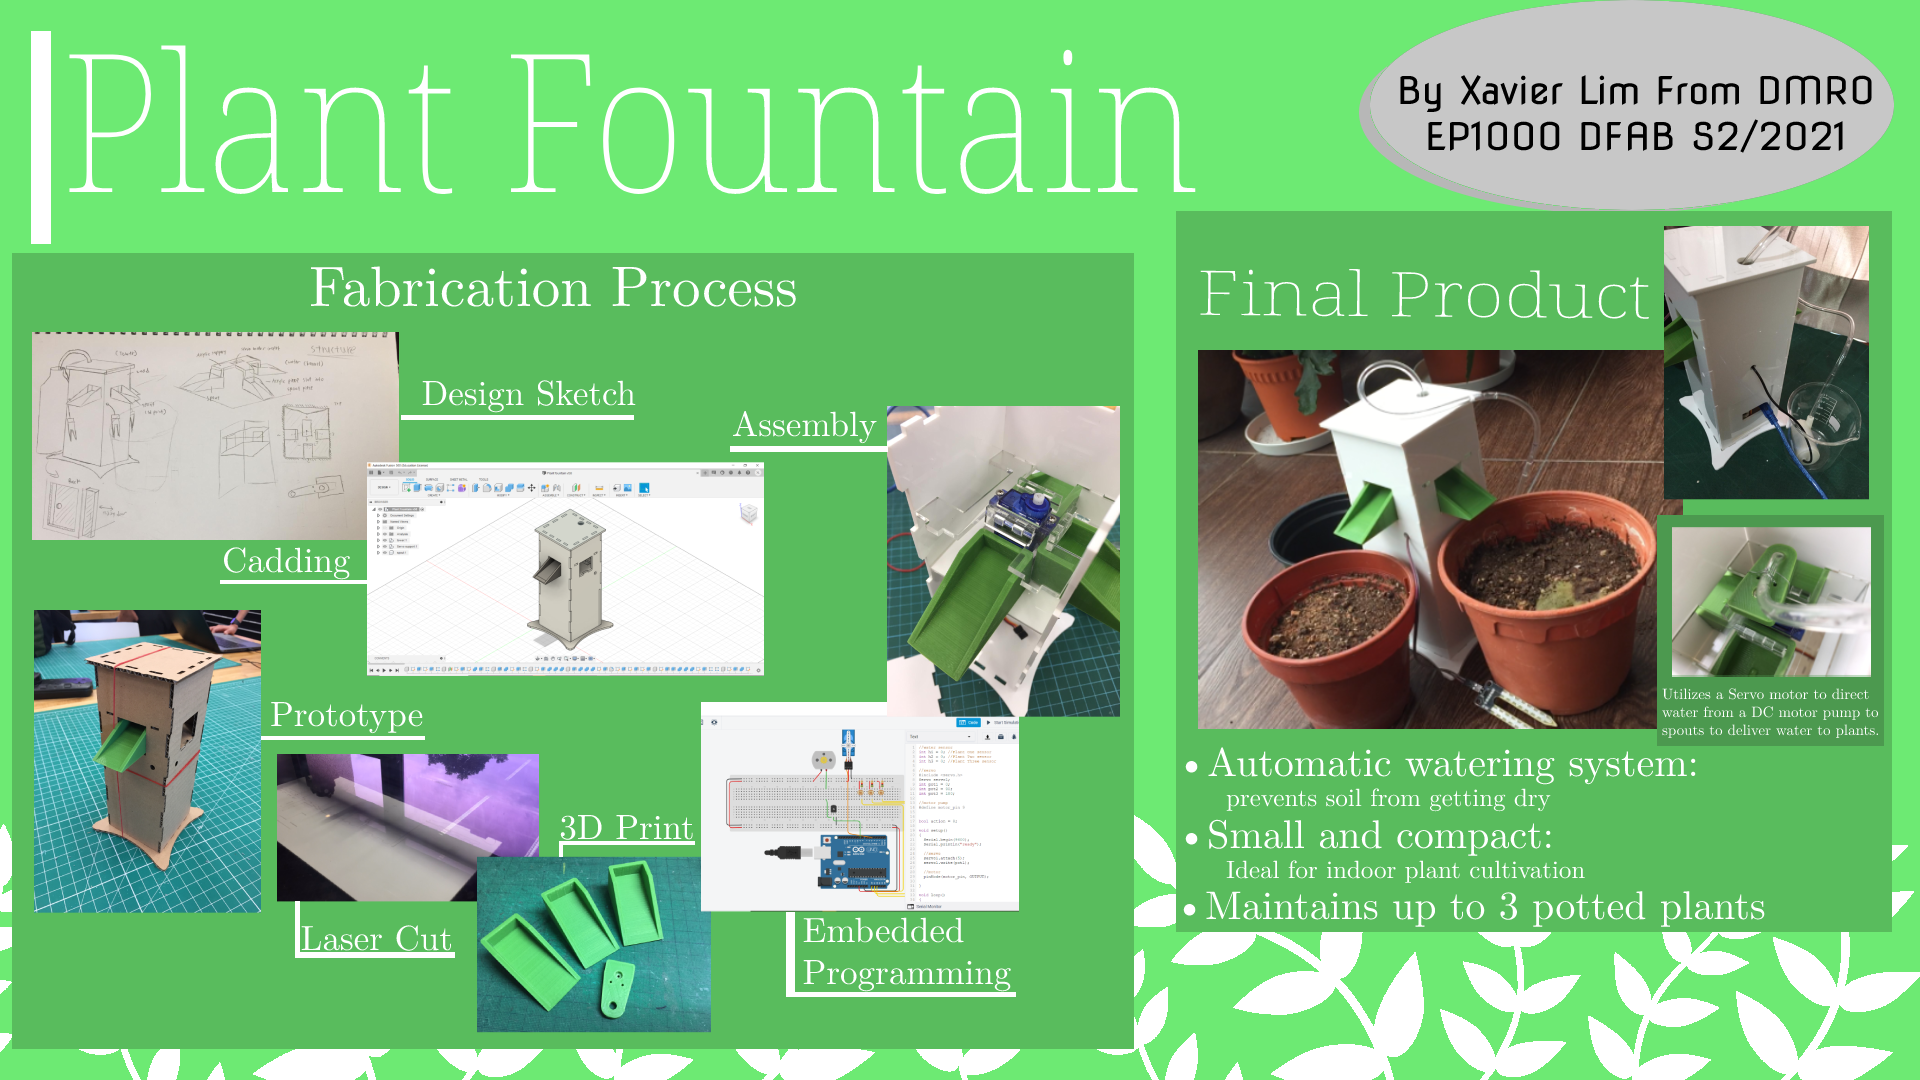 Plant Fountain
By Xavier Lim From DMRO
EP1000 DFAB S2/2021
Fabrication Process
STRUCTURE
Design Sketch
Assembly
Cadding
Prototype
Laser Cut
3D Print
Embedded
Programming
Final Product
Utilizes a Servo motor to direct
water from a DC motor pump to
spouts to deliver water to plants.
• Automatic watering system:
prevents soil from getting dry
• Small and compact:
Ideal for indoor plant cultivation
• Maintains up to 3 potted plants